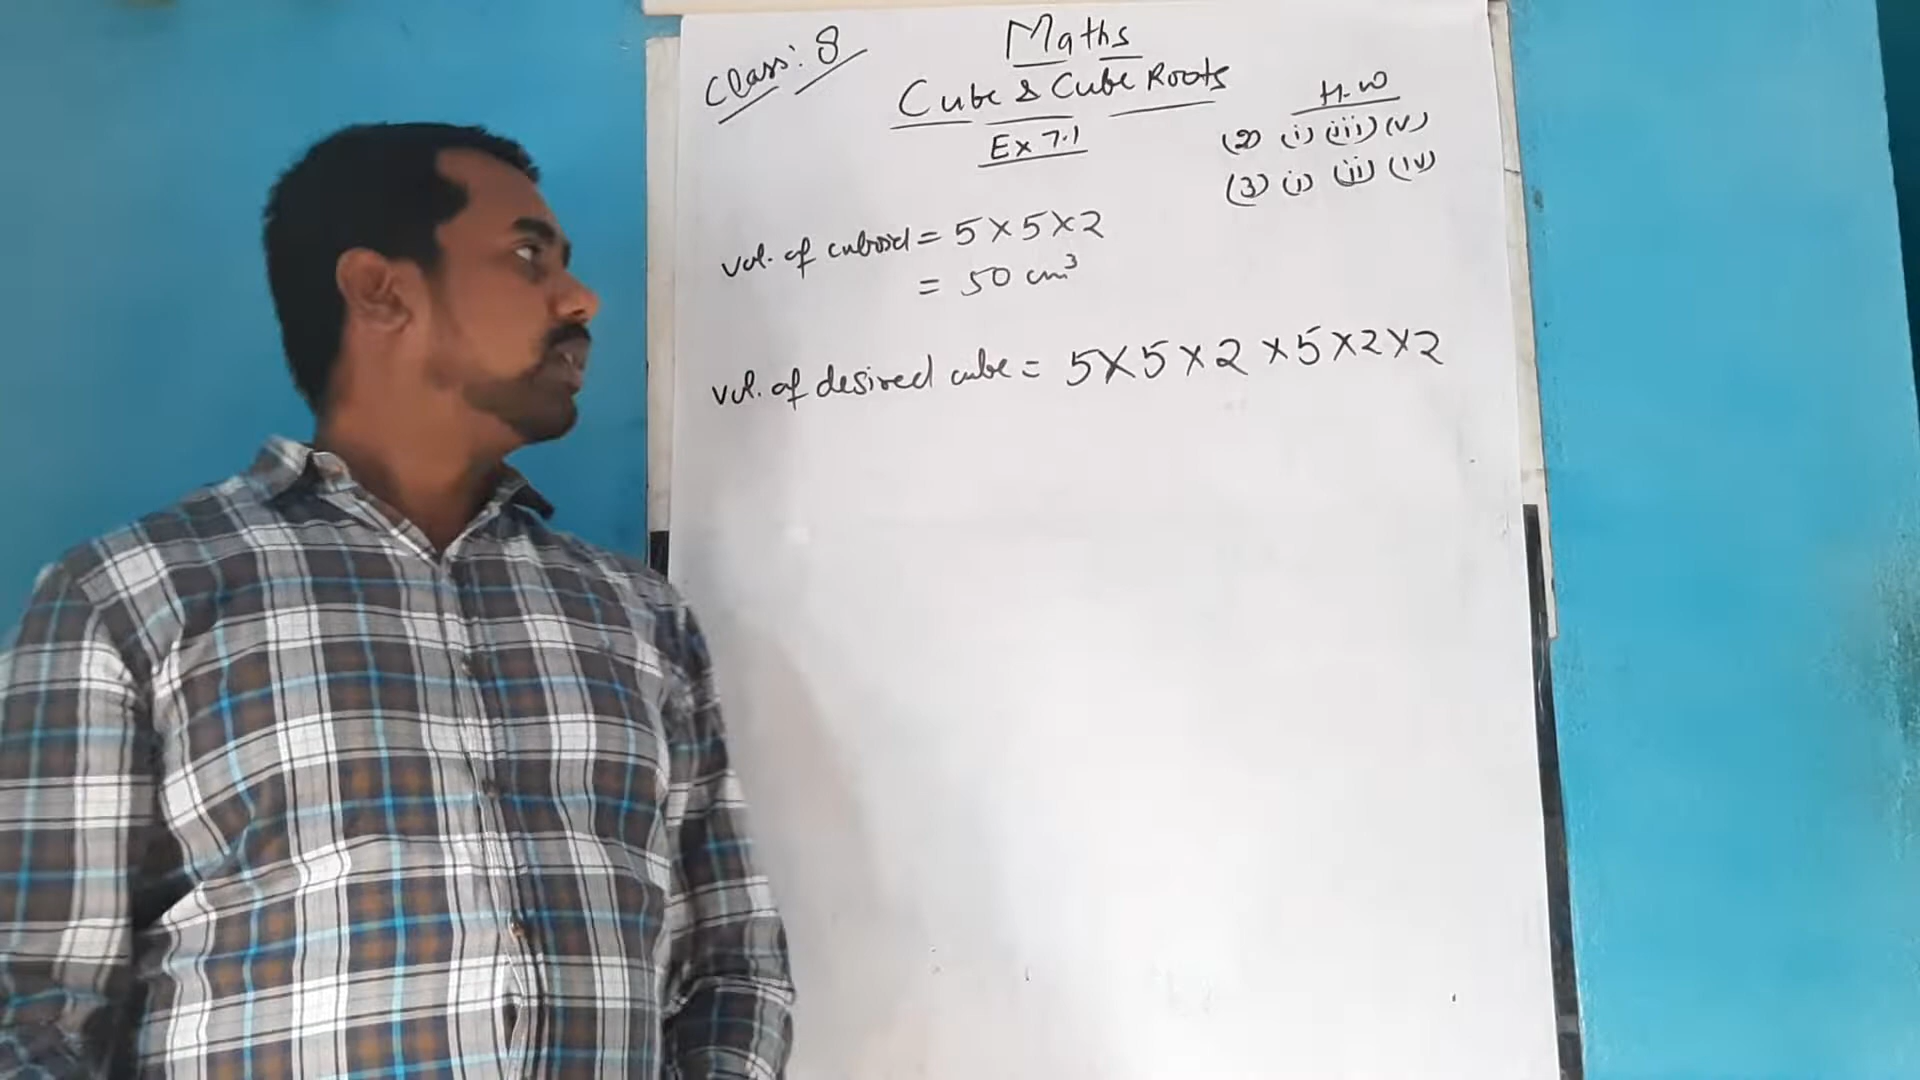 Class: 8
Maths
Cube & Cube Roots
Ex 7.1
H.W
(2) (i) (iii) (v)
(3) (i) (ii) (iv)
vol. of cuboid = 5 × 5 × 2
= 50 cm³
vol. of desired cube = 5 × 5 × 2 × 5 × 2 × 2